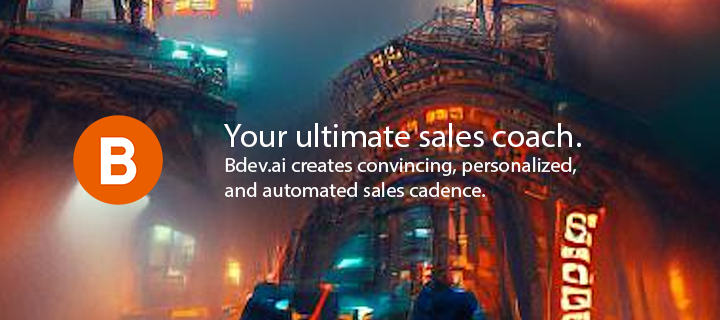 B
Your ultimate sales coach.
Bdev.ai creates convincing, personalized,
and automated sales cadence.